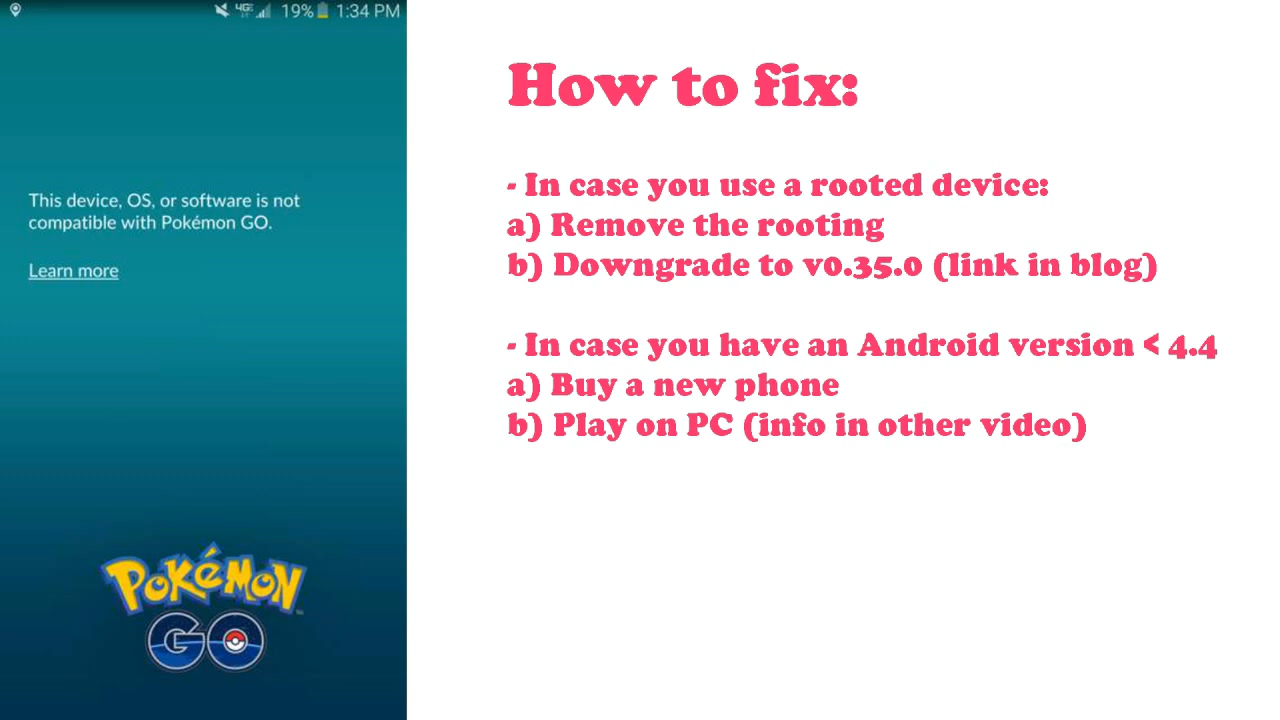 4G LTE 19% 1:34 PM
This device, OS, or software is not
compatible with Pokémon GO.
Learn more
POKéMON
GO
How to fix:
- In case you use a rooted device:
a) Remove the rooting
b) Downgrade to v0.35.0 (link in blog)
- In case you have an Android version < 4.4
a) Buy a new phone
b) Play on PC (info in other video)